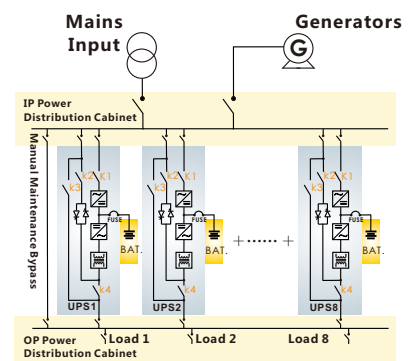 Mains
Input
Generators
G
IP Power
Distribution Cabinet
Manual Maintenance Bypass
k3
k2
K1
FUSE
BAT.
k4
UPS1
k3
k2
K1
FUSE
BAT.
k4
UPS2
+ ...... +
k3
k2
K1
FUSE
BAT.
k4
UPS8
OP Power
Distribution Cabinet
Load 1
Load 2
Load 8